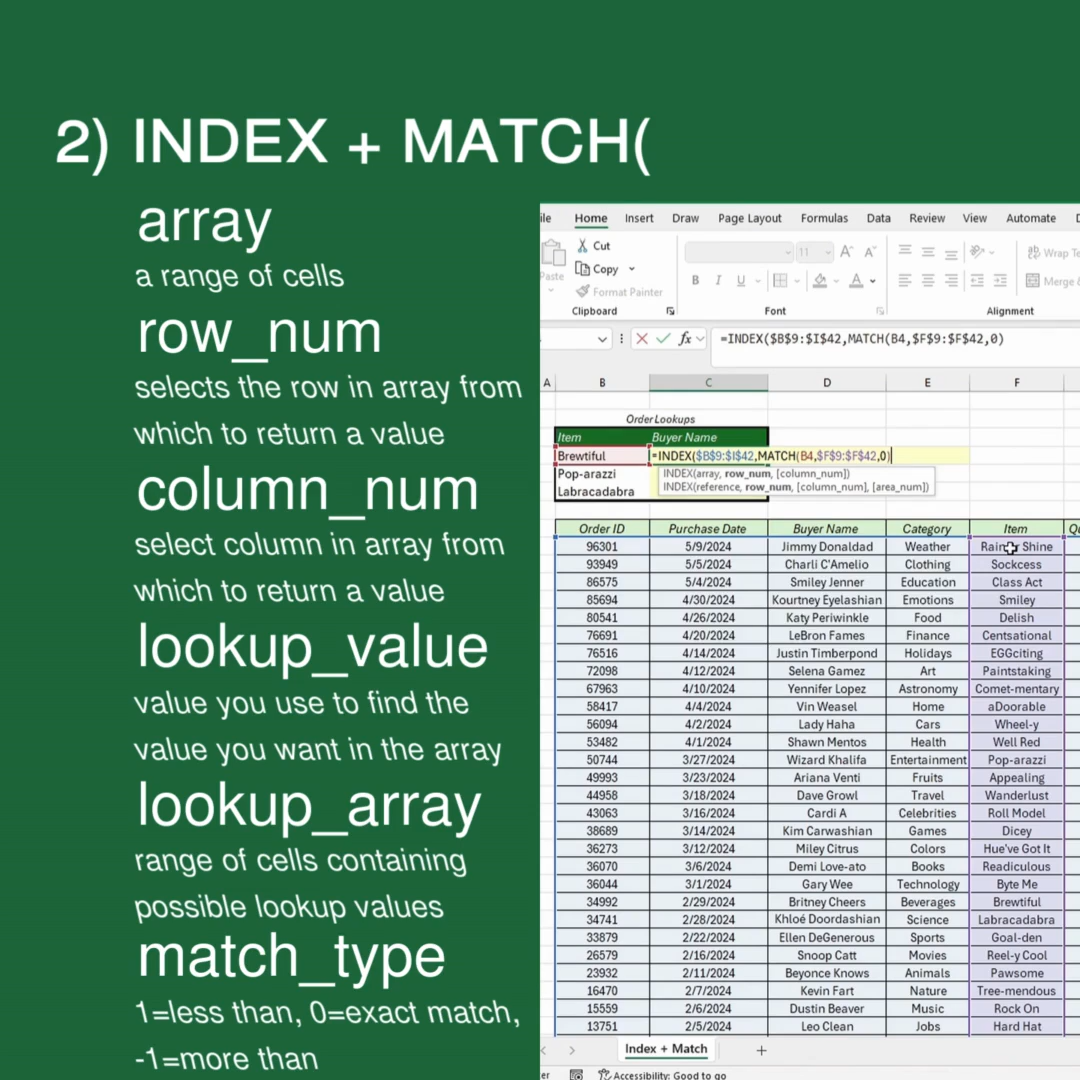 2) INDEX + MATCH(
array
a range of cells
row_num
selects the row in array from
which to return a value
column_num
select column in array from
which to return a value
lookup_value
value you use to find the
value you want in the array
lookup_array
range of cells containing
possible lookup values
match_type
1=less than, 0=exact match,
-1=more than
ile Home Insert Draw Page Layout Formulas Data Review View Automate
Cut
Copy
Format Painter
Paste
11
Wrap Te
B I U
Merge &
Clipboard Font Alignment
fx =INDEX($B$9:$I$42,MATCH(B4,$F$9:$F$42,0)
A B C D E F
Order Lookups
Item Buyer Name
Brewtiful =INDEX($B$9:$I$42,MATCH(B4,$F$9:$F$42,0)
Pop-arazzi INDEX(array, row_num, [column_num])
Labracadabra INDEX(reference, row_num, [column_num], [area_num])
Order ID Purchase Date Buyer Name Category Item
96301 5/9/2024 Jimmy Donaldad Weather Rain or Shine
93949 5/5/2024 Charli C'Amelio Clothing Sockcess
86575 5/4/2024 Smiley Jenner Education Class Act
85694 4/30/2024 Kourtney Eyelashian Emotions Smiley
80541 4/26/2024 Katy Periwinkle Food Delish
76691 4/20/2024 LeBron Fames Finance Centsational
76516 4/14/2024 Justin Timberpond Holidays EGGciting
72098 4/12/2024 Selena Gamez Art Paintstaking
67963 4/10/2024 Yennifer Lopez Astronomy Comet-mentary
58417 4/4/2024 Vin Weasel Home aDoorable
56094 4/2/2024 Lady Haha Cars Wheel-y
53482 4/1/2024 Shawn Mentos Health Well Red
50744 3/27/2024 Wizard Khalifa Entertainment Pop-arazzi
49993 3/23/2024 Ariana Venti Fruits Appealing
44958 3/18/2024 Dave Growl Travel Wanderlust
43063 3/16/2024 Cardi A Celebrities Roll Model
38689 3/14/2024 Kim Carwashian Games Dicey
36273 3/12/2024 Miley Citrus Colors Hue've Got It
36070 3/6/2024 Demi Love-ato Books Readiculous
36044 3/1/2024 Gary Wee Technology Byte Me
34992 2/29/2024 Britney Cheers Beverages Brewtiful
34741 2/28/2024 Khloé Doordashian Science Labracadabra
33879 2/22/2024 Ellen DeGenerous Sports Goal-den
26579 2/16/2024 Snoop Catt Movies Reel-y Cool
23932 2/11/2024 Beyonce Knows Animals Pawsome
16470 2/7/2024 Kevin Fart Nature Tree-mendous
15559 2/6/2024 Dustin Beaver Music Rock On
13751 2/5/2024 Leo Clean Jobs Hard Hat
Index + Match
Accessibility: Good to go